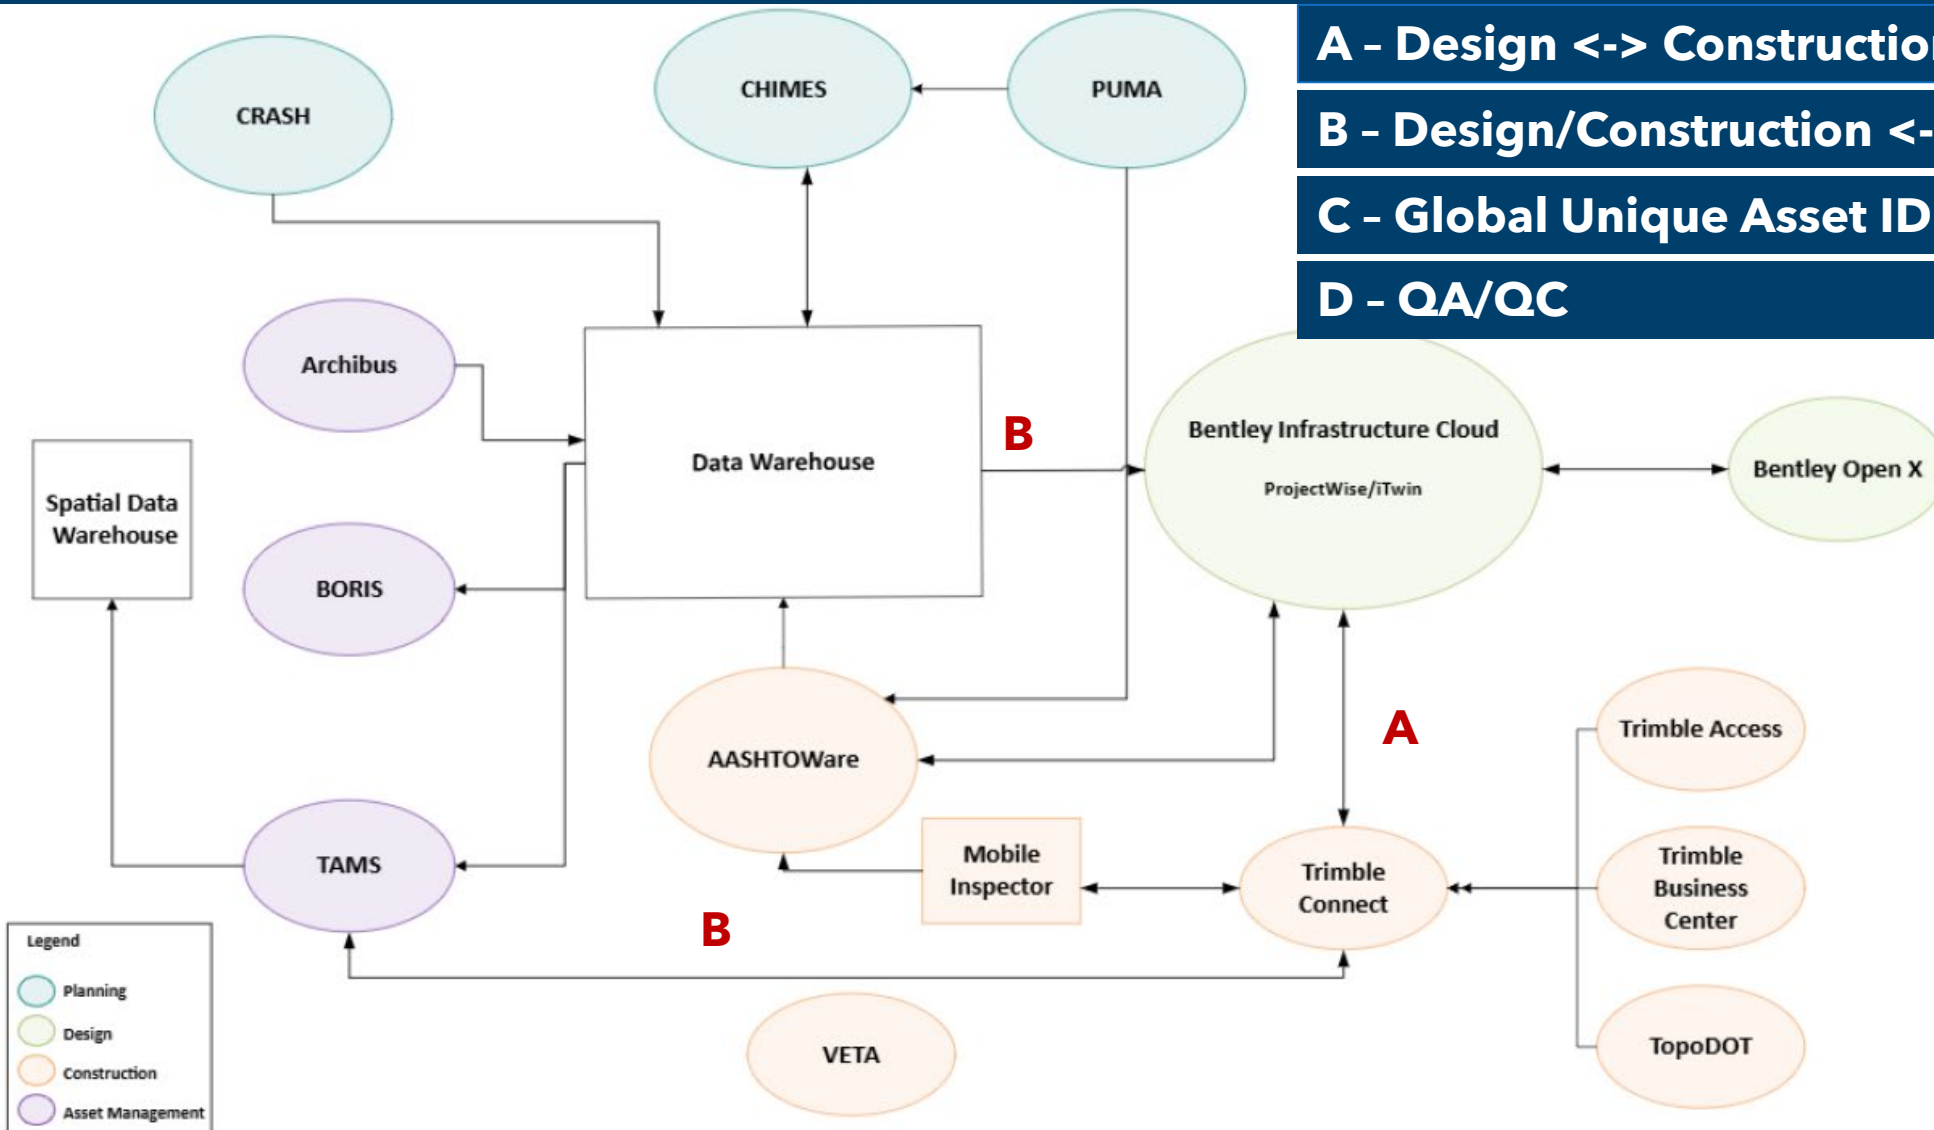 A – Design <-> Construction
B – Design/Construction <-
C – Global Unique Asset ID
D – QA/QC
CRASH
CHIMES
PUMA
Archibus
Spatial Data
Warehouse
Data Warehouse
B
Bentley Infrastructure Cloud
ProjectWise/iTwin
Bentley Open X
BORIS
AASHTOWare
A
Trimble Access
TAMS
Mobile
Inspector
Trimble
Connect
Trimble
Business
Center
B
VETA
TopoDOT
Legend
Planning
Design
Construction
Asset Management